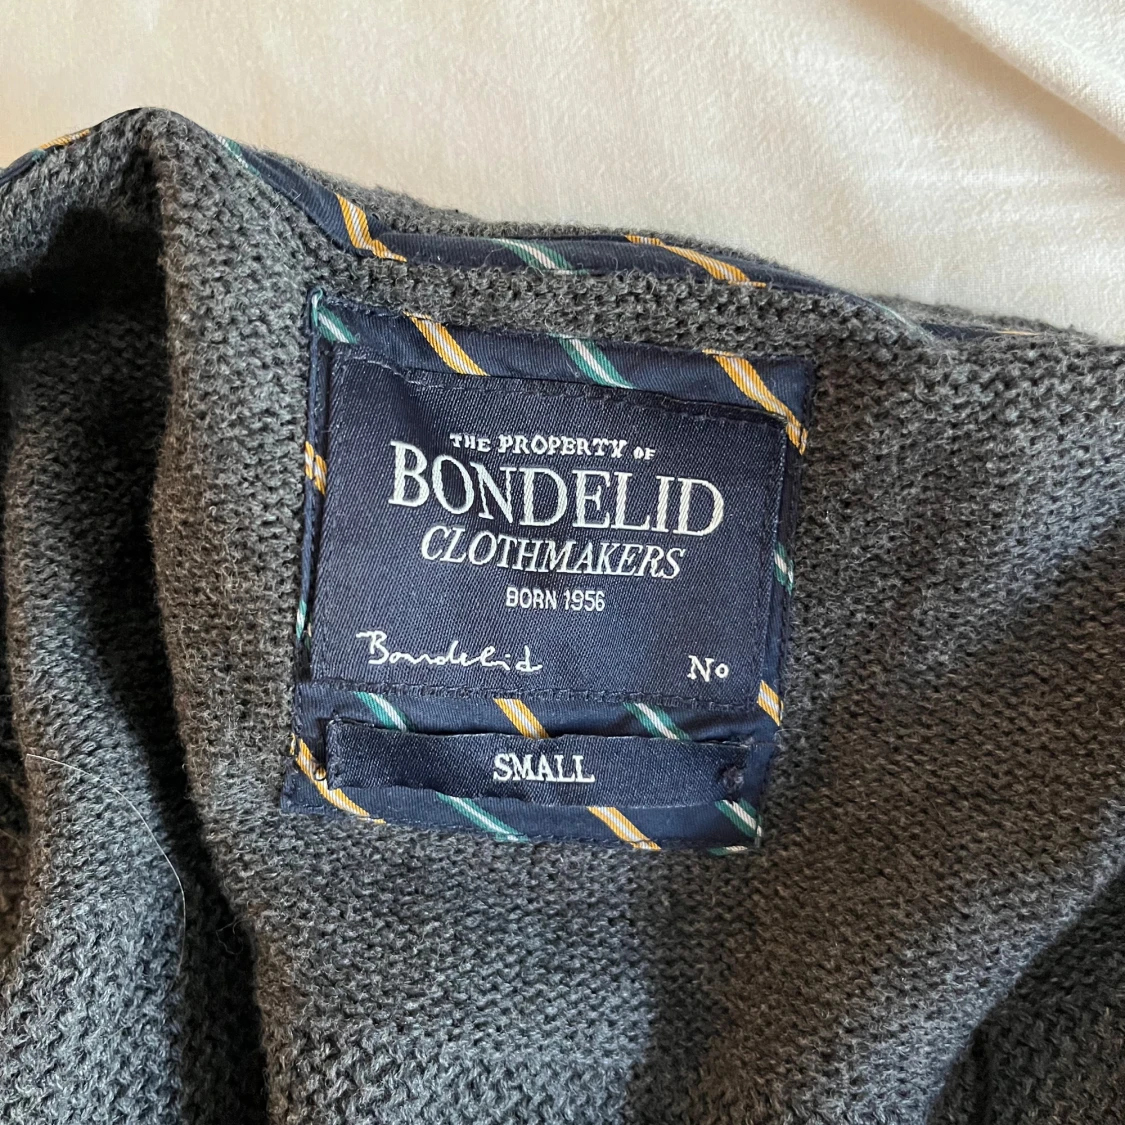 THE PROPERTY OF
BONDELID
CLOTHMAKERS
BORN 1956
Bondelid No
SMALL